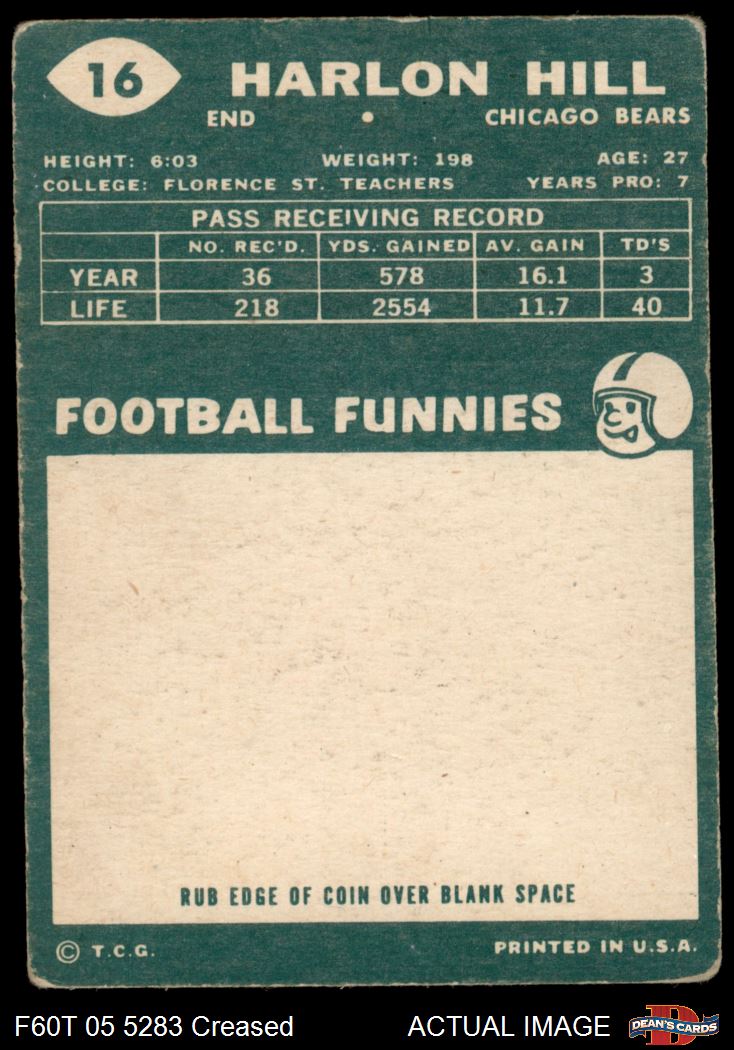 16
HARLON HILL
END • CHICAGO BEARS
HEIGHT: 6:03 WEIGHT: 198 AGE: 27
COLLEGE: FLORENCE ST. TEACHERS YEARS PRO: 7
PASS RECEIVING RECORD
NO. REC'D. YDS. GAINED AV. GAIN TD'S
YEAR 36 578 16.1 3
LIFE 218 2554 11.7 40
FOOTBALL FUNNIES
RUB EDGE OF COIN OVER BLANK SPACE
© T.C.G. PRINTED IN U.S.A.
F60T 05 5283 Creased ACTUAL IMAGE DEAN'S CARDS